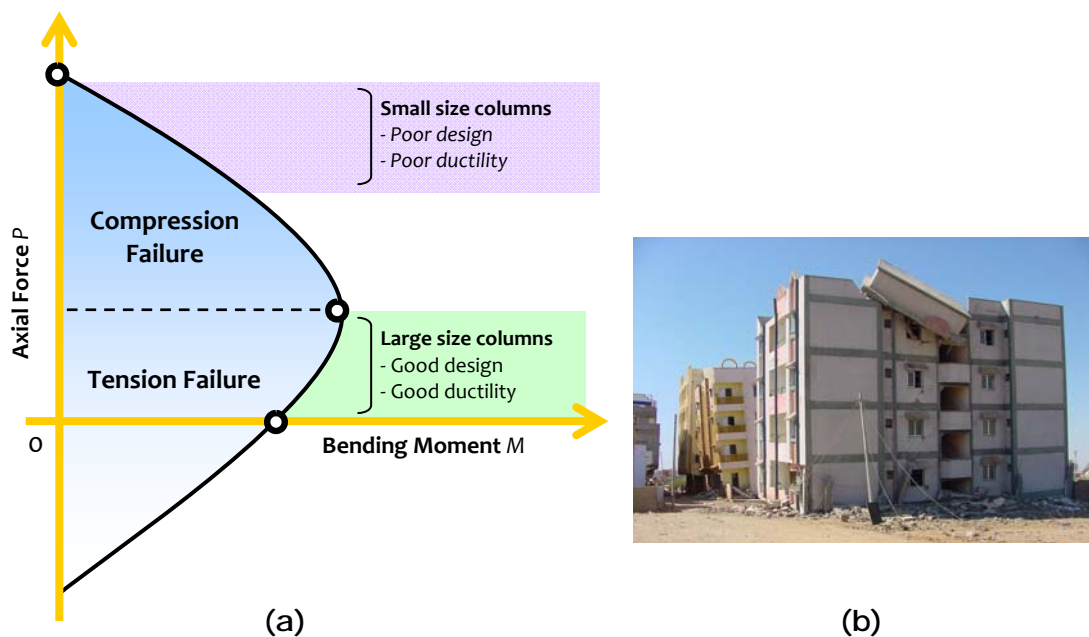 Small size columns
- Poor design
- Poor ductility
Compression
Failure
Axial Force P
Large size columns
- Good design
- Good ductility
Tension Failure
0
Bending Moment M
(a)
(b)